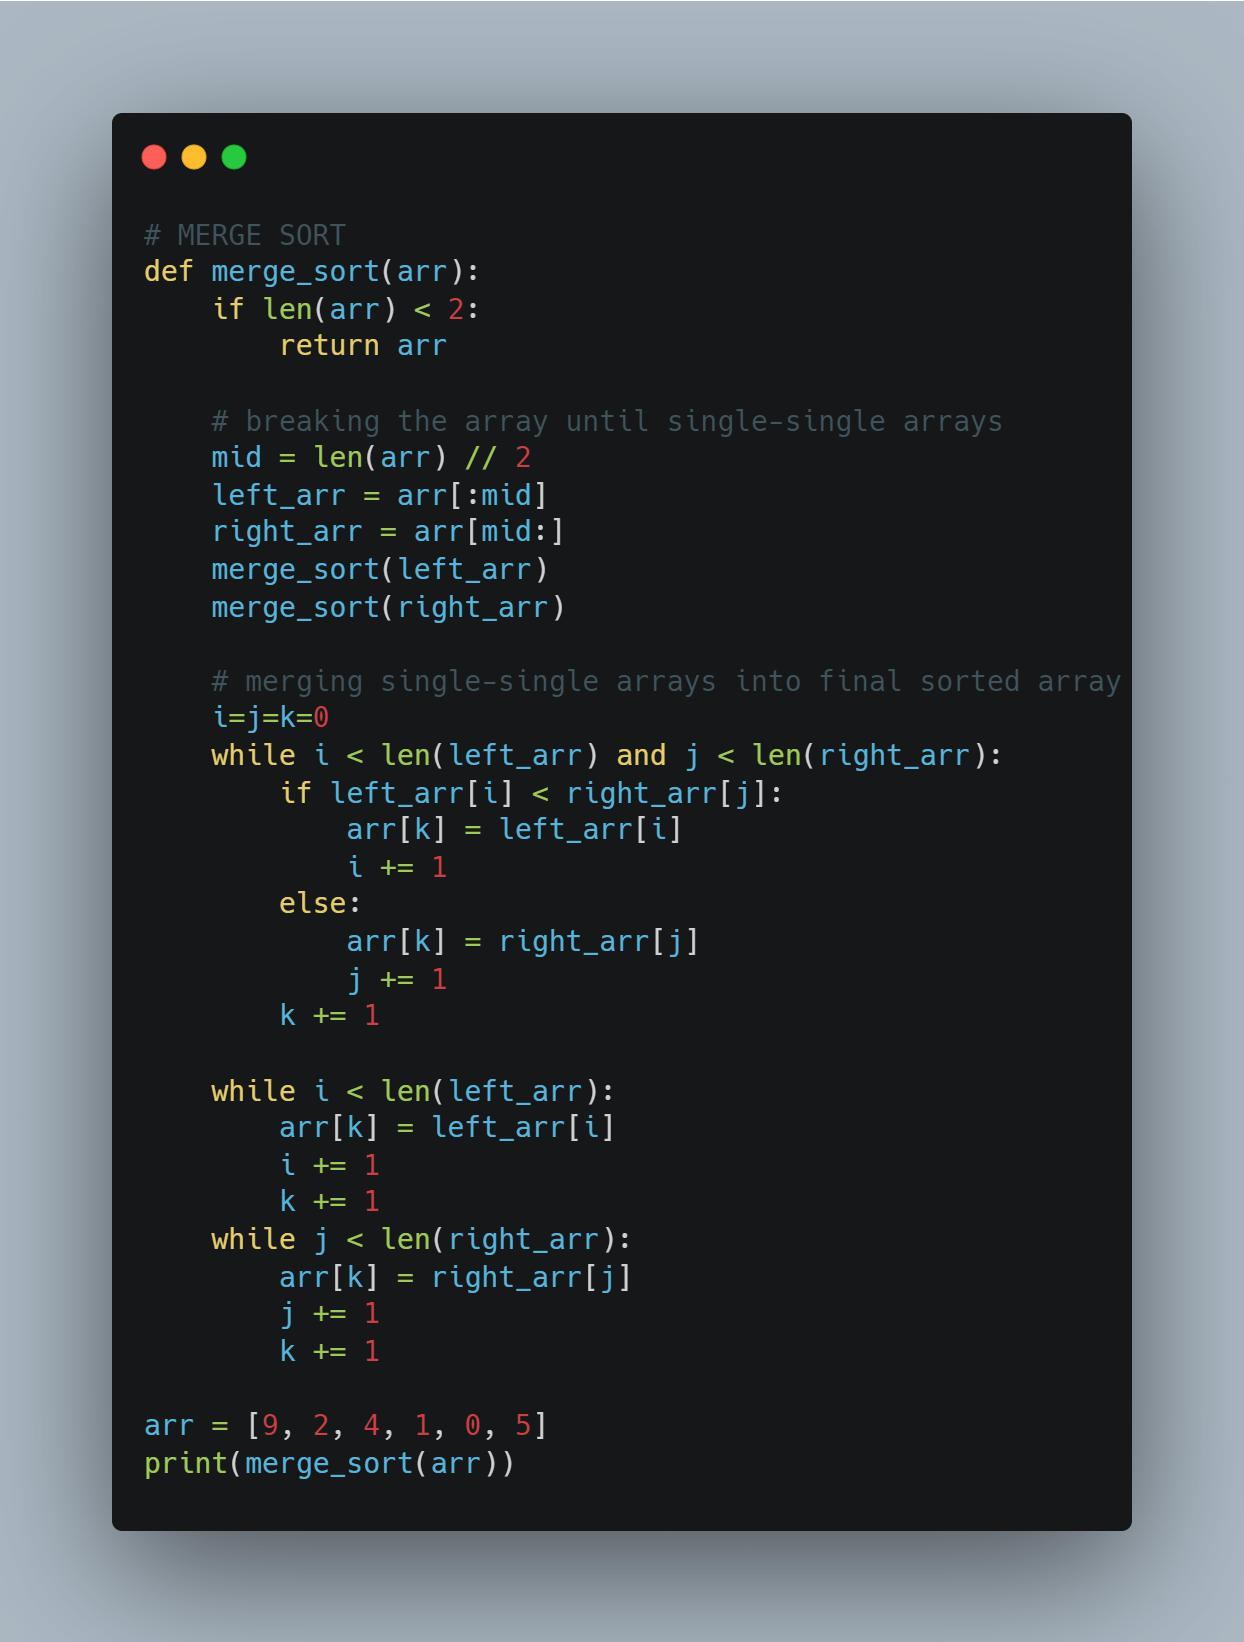 # MERGE SORT
def merge_sort(arr):
    if len(arr) < 2:
        return arr

    # breaking the array until single-single arrays
    mid = len(arr) // 2
    left_arr = arr[:mid]
    right_arr = arr[mid:]
    merge_sort(left_arr)
    merge_sort(right_arr)

    # merging single-single arrays into final sorted array
    i=j=k=0
    while i < len(left_arr) and j < len(right_arr):
        if left_arr[i] < right_arr[j]:
            arr[k] = left_arr[i]
            i += 1
        else:
            arr[k] = right_arr[j]
            j += 1
        k += 1

    while i < len(left_arr):
        arr[k] = left_arr[i]
        i += 1
        k += 1
    while j < len(right_arr):
        arr[k] = right_arr[j]
        j += 1
        k += 1

arr = [9, 2, 4, 1, 0, 5]
print(merge_sort(arr))